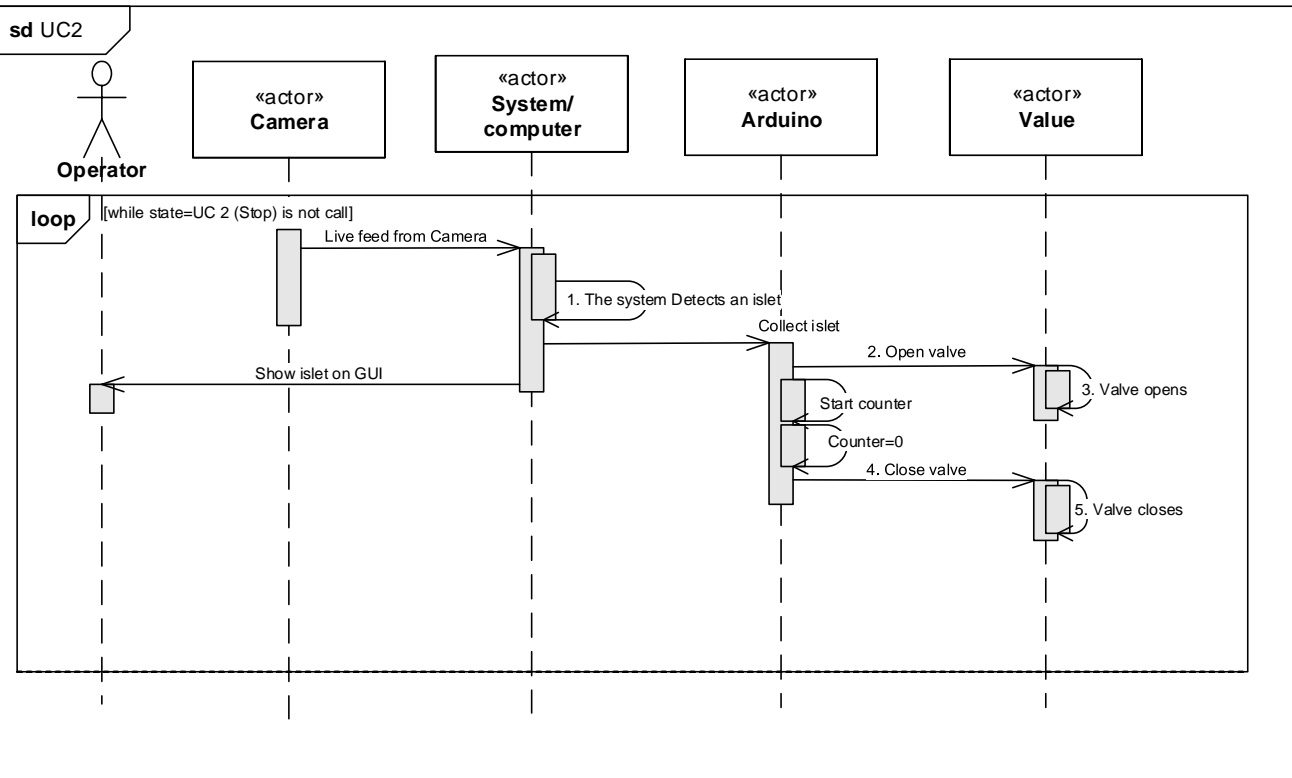 sd UC2
«actor»
Camera
«actor»
System/
computer
«actor»
Arduino
«actor»
Value
Operator
loop
[while state=UC 2 (Stop) is not call]
Live feed from Camera
1. The system Detects an islet
Collect islet
2. Open valve
Show islet on GUI
3. Valve opens
Start counter
Counter=0
4. Close valve
5. Valve closes